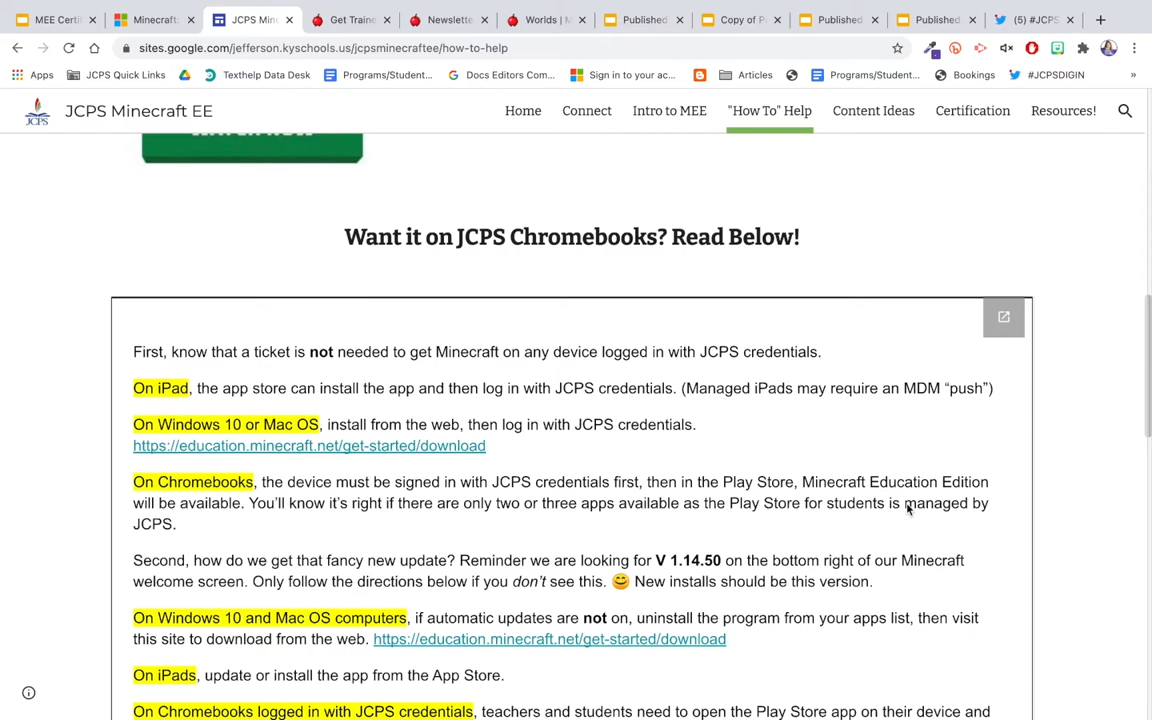 MEE Certi
Minecraft:
JCPS Min
Get Traine
Newslette
Worlds | M
Published
Copy of P
Published
Published
(5) #JCPS
sites.google.com/jefferson.kyschools.us/jcpsminecraftee/how-to-help
Apps
JCPS Quick Links
Texthelp Data Desk
Programs/Student...
Docs Editors Com...
Sign in to your ac...
Articles
Programs/Student...
Bookings
#JCPSDIGIN
»
JCPS
JCPS Minecraft EE
Home
Connect
Intro to MEE
"How To" Help
Content Ideas
Certification
Resources!
Want it on JCPS Chromebooks? Read Below!
First, know that a ticket is not needed to get Minecraft on any device logged in with JCPS credentials.
On iPad, the app store can install the app and then log in with JCPS credentials. (Managed iPads may require an MDM “push”)
On Windows 10 or Mac OS, install from the web, then log in with JCPS credentials.
https://education.minecraft.net/get-started/download
On Chromebooks, the device must be signed in with JCPS credentials first, then in the Play Store, Minecraft Education Edition
will be available. You’ll know it’s right if there are only two or three apps available as the Play Store for students is managed by
JCPS.
Second, how do we get that fancy new update? Reminder we are looking for V 1.14.50 on the bottom right of our Minecraft
welcome screen. Only follow the directions below if you don’t see this. 😊 New installs should be this version.
On Windows 10 and Mac OS computers, if automatic updates are not on, uninstall the program from your apps list, then visit
this site to download from the web. https://education.minecraft.net/get-started/download
On iPads, update or install the app from the App Store.
On Chromebooks logged in with JCPS credentials, teachers and students need to open the Play Store app on their device and